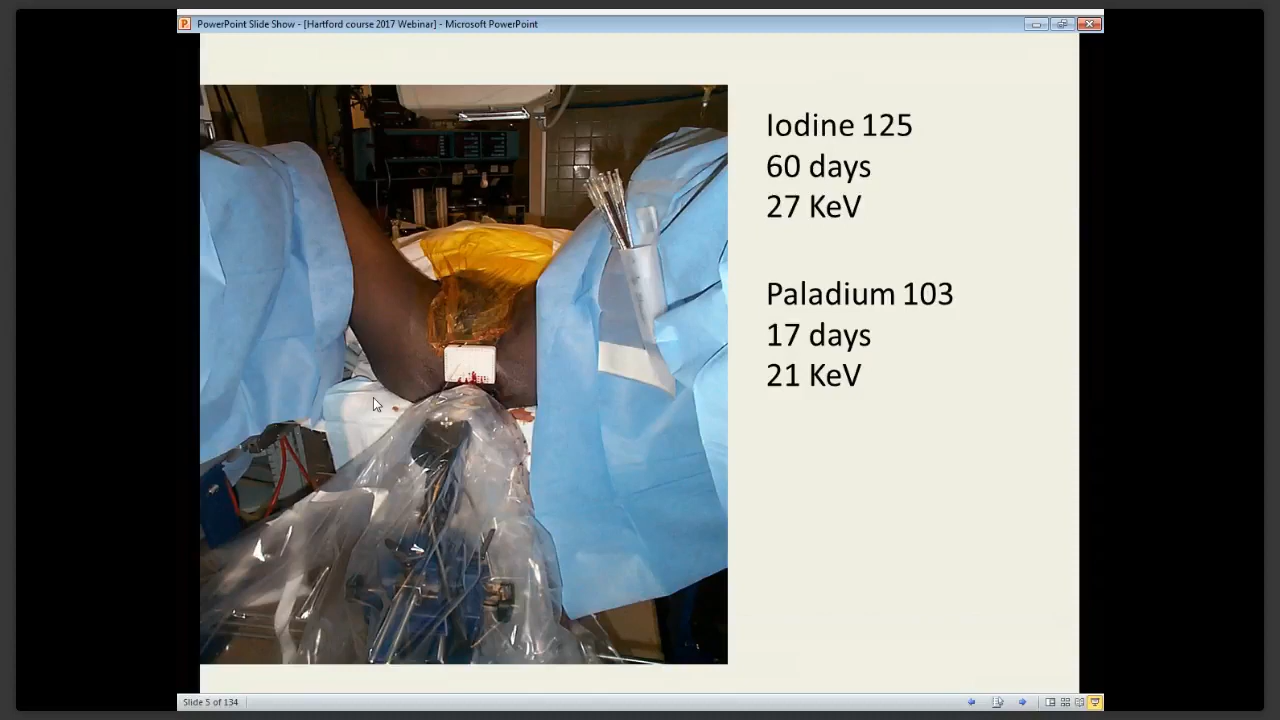 PowerPoint Slide Show - [Hartford course 2017 Webinar] - Microsoft PowerPoint
Iodine 125
60 days
27 KeV
Paladium 103
17 days
21 KeV
Slide 5 of 134